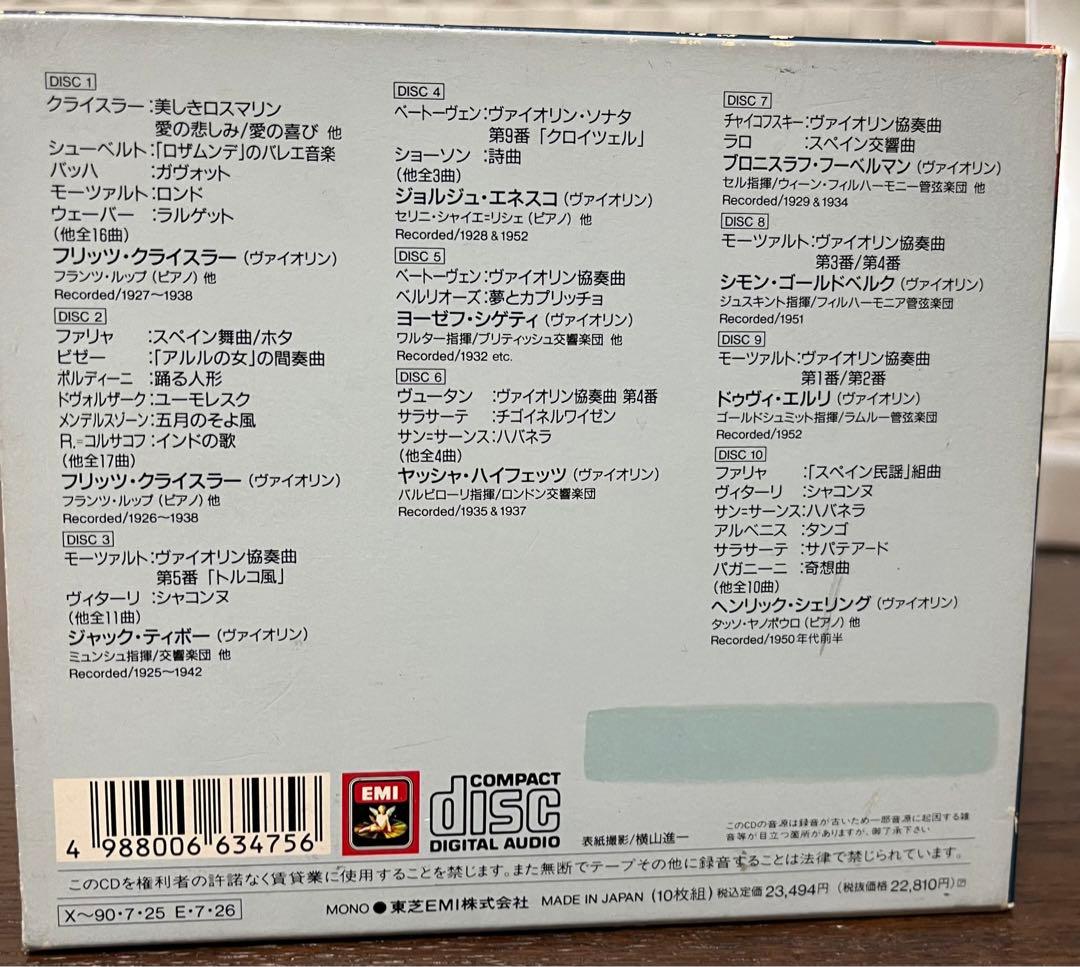 DISC 1
クライスラー:美しきロスマリン
愛の悲しみ/愛の喜び 他
シューベルト:「ロザムンデ」のバレエ音楽
バッハ :ガヴォット
モーツァルト:ロンド
ウェーバー :ラルゲット
(他全16曲)
フリッツ・クライスラー (ヴァイオリン)
フランツ・ルップ (ピアノ) 他
Recorded/1927〜1938
DISC 2
ファリャ :スペイン舞曲/ホタ
ビゼー :「アルルの女」の間奏曲
ポルディーニ :踊る人形
ドヴォルザーク:ユーモレスク
メンデルスゾーン:五月のそよ風
R.=コルサコフ:インドの歌
(他全17曲)
フリッツ・クライスラー (ヴァイオリン)
フランツ・ルップ (ピアノ) 他
Recorded/1926〜1938
DISC 3
モーツァルト:ヴァイオリン協奏曲
第5番「トルコ風」
ヴィターリ :シャコンヌ
(他全11曲)
ジャック・ティボー (ヴァイオリン)
ミュンシュ指揮/交響楽団 他
Recorded/1925〜1942
DISC 4
ベートーヴェン:ヴァイオリン・ソナタ
第9番「クロイツェル」
ショーソン :詩曲
(他全3曲)
ジョルジュ・エネスコ (ヴァイオリン)
セリニ・シャイエ=リシェ (ピアノ) 他
Recorded/1928 & 1952
DISC 5
ベートーヴェン:ヴァイオリン協奏曲
ベルリオーズ:夢とカプリッチョ
ヨーゼフ・シゲティ (ヴァイオリン)
ワルター指揮/ブリティッシュ交響楽団 他
Recorded/1932 etc.
DISC 6
ヴュータン :ヴァイオリン協奏曲 第4番
サラサーテ :チゴイネルワイゼン
サン=サーンス:ハバネラ
(他全4曲)
ヤッシャ・ハイフェッツ (ヴァイオリン)
バルビローリ指揮/ロンドン交響楽団
Recorded/1935 & 1937
DISC 7
チャイコフスキー:ヴァイオリン協奏曲
ラロ :スペイン交響曲
ブロニスラフ・フーベルマン (ヴァイオリン)
セル指揮/ウィーン・フィルハーモニー管弦楽団 他
Recorded/1929 & 1934
DISC 8
モーツァルト:ヴァイオリン協奏曲
第3番/第4番
シモン・ゴールドベルク (ヴァイオリン)
ジュスキント指揮/フィルハーモニア管弦楽団
Recorded/1951
DISC 9
モーツァルト:ヴァイオリン協奏曲
第1番/第2番
ドゥヴィ・エルリ (ヴァイオリン)
ゴールドシュミット指揮/ラムルー管弦楽団
Recorded/1952
DISC 10
ファリャ :「スペイン民謡」組曲
ヴィターリ :シャコンヌ
サン=サーンス:ハバネラ
アルベニス :タンゴ
サラサーテ :サパテアード
パガニーニ :奇想曲
(他全10曲)
ヘンリック・シェリング (ヴァイオリン)
タッソ・ヤノポウロ (ピアノ) 他
Recorded/1950年代前半
4 988006 634756
EMI
COMPACT
disc
DIGITAL AUDIO
表紙撮影/横山進一
このCDの音源は録音が古いため一部音源に起因する雑
音等が目立つ箇所がありますが、御了承下さい
このCDを権利者の許諾なく賃貸業に使用することを禁じます。また無断でテープその他に録音することは法律で禁じられています。
X〜90・7・25 E・7・26
MONO ● 東芝EMI株式会社 MADE IN JAPAN (10枚組) 税込定価 23,494円 (税抜価格 22,810円)